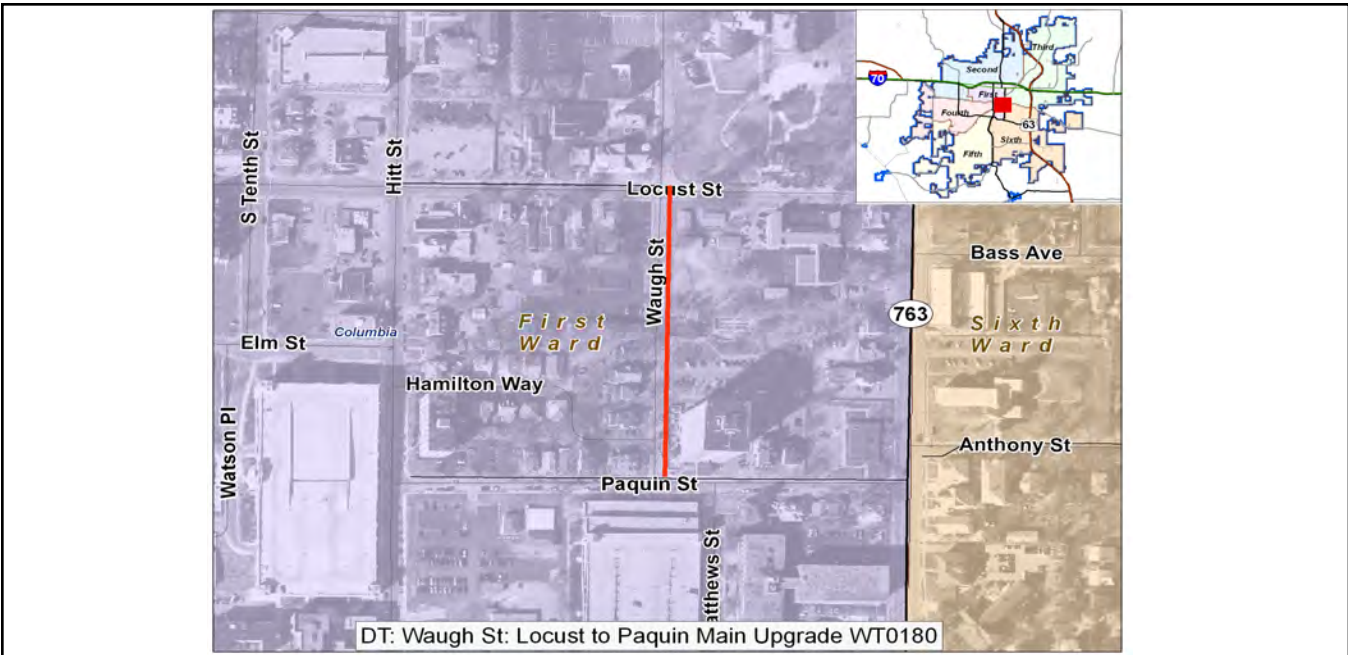 Third
Second
70
First
Fourth
63
Sixth
Fifth
S Tenth St
Hitt St
Locust St
Waugh St
Bass Ave
763
First
Ward
Sixth
Ward
Columbia
Elm St
Hamilton Way
Watson Pl
Anthony St
Paquin St
atthews St
DT: Waugh St: Locust to Paquin Main Upgrade WT0180